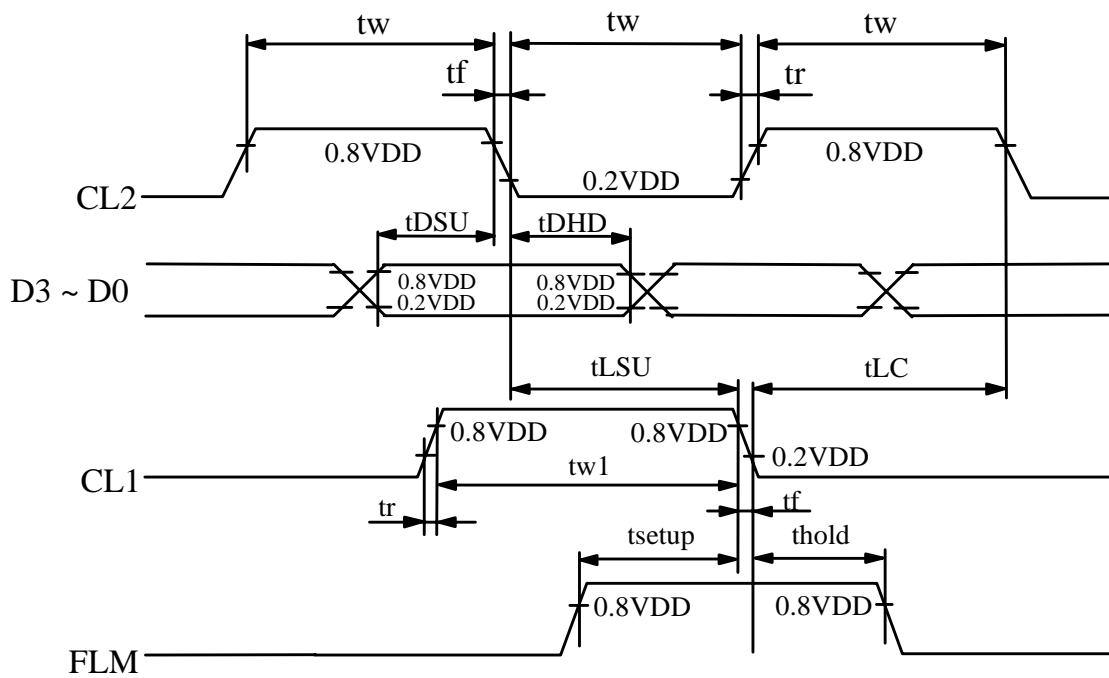 tw tw tw
tf tr
0.8VDD 0.8VDD
CL2 0.2VDD
tDSU tDHD
D3 ~ D0 0.8VDD 0.8VDD
0.2VDD 0.2VDD
tLSU tLC
0.8VDD 0.8VDD
0.2VDD
CL1 tw1
tr tf
tsetup thold
0.8VDD 0.8VDD
FLM